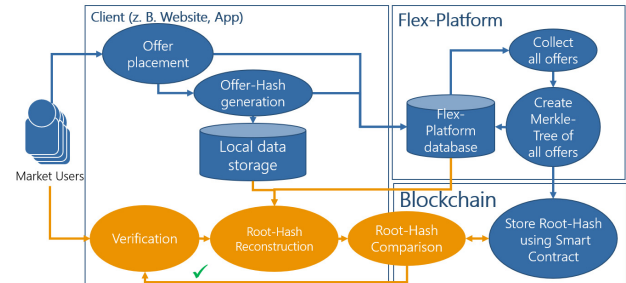 Client (z. B. Website, App)
Flex-Platform
Offer
placement
Collect
all offers
Offer-Hash
generation
Flex-
Platform
database
Create
Merkle-
Tree of
all offers
Local data
storage
Market Users
Blockchain
Verification
Root-Hash
Reconstruction
Root-Hash
Comparison
Store Root-Hash
using Smart
Contract